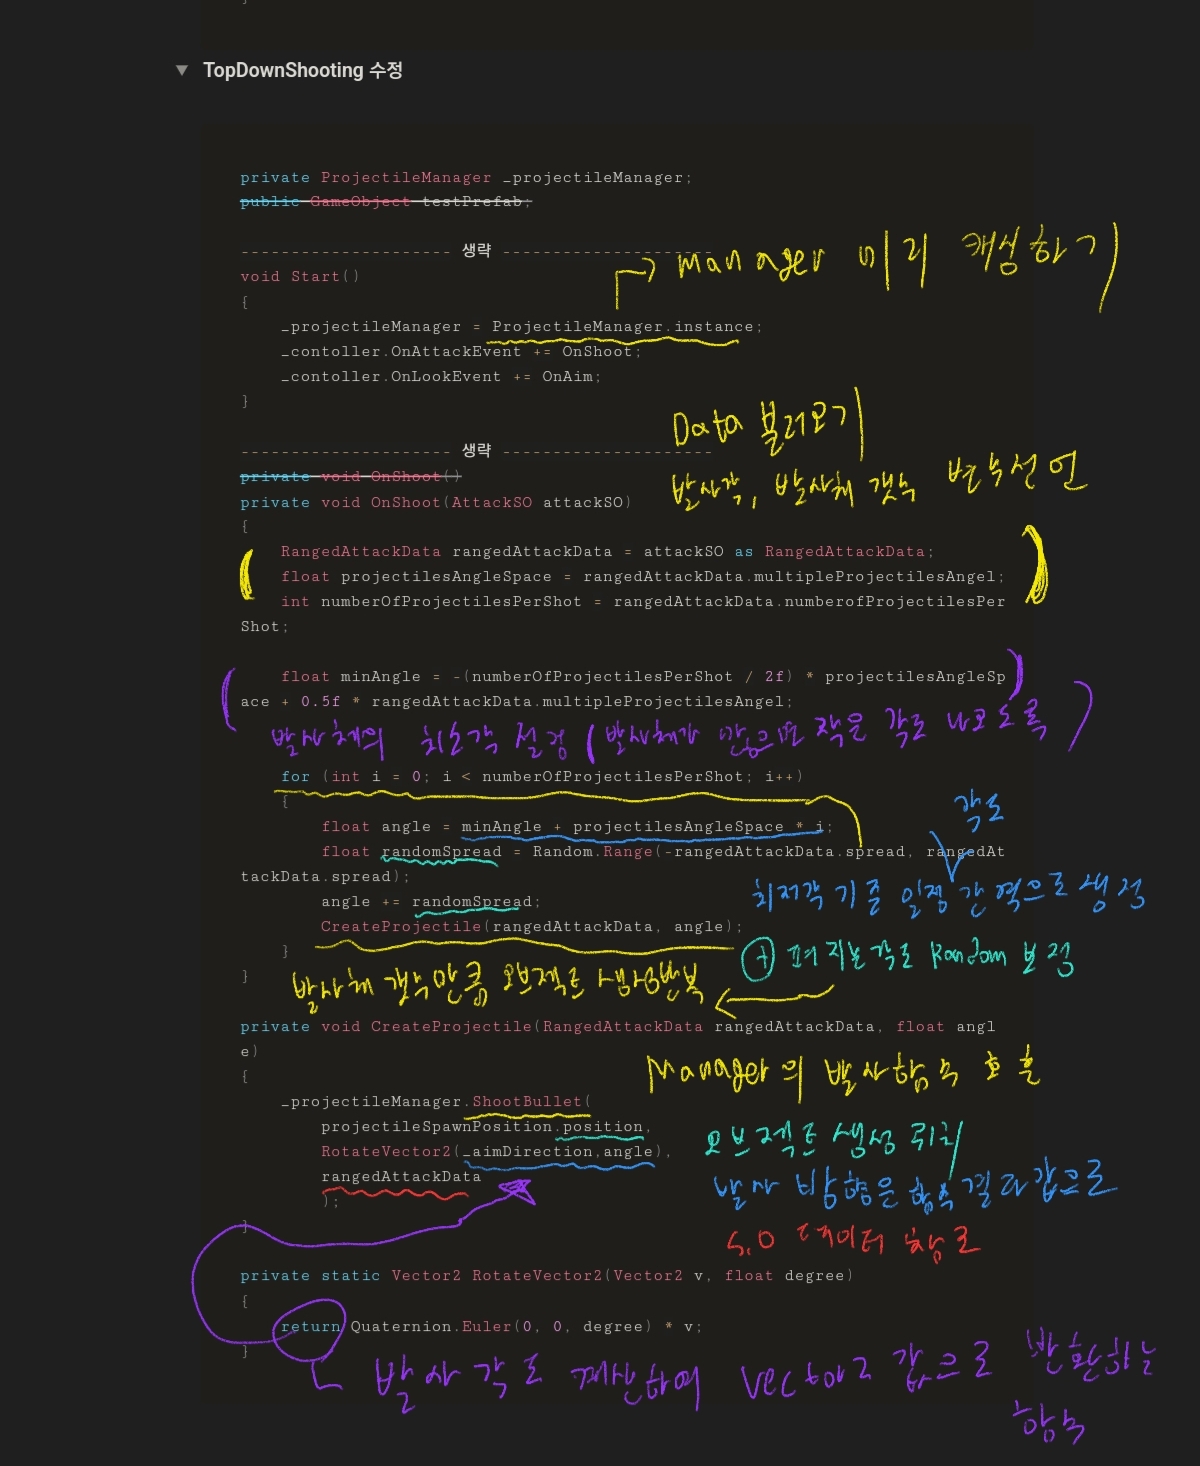 }
▼ TopDownShooting 수정
private ProjectileManager _projectileManager;
public GameObject testPrefab;
--------------------- 생략 ---------------------
manager 미리 캐싱하기
void Start()
{
_projectileManager = ProjectileManager.instance;
_contoller.OnAttackEvent += OnShoot;
_contoller.OnLookEvent += OnAim;
}
Data 불러오기
--------------------- 생략 ---------------------
private void OnShoot()
발사각, 발사체 갯수 변수선언
private void OnShoot(AttackSO attackSO)
{
RangedAttackData rangedAttackData = attackSO as RangedAttackData;
float projectilesAngleSpace = rangedAttackData.multipleProjectilesAngel;
int numberOfProjectilesPerShot = rangedAttackData.numberofProjectilesPer
Shot;
float minAngle = -(numberOfProjectilesPerShot / 2f) * projectilesAngleSp
ace + 0.5f * rangedAttackData.multipleProjectilesAngel;
발사체의 최소각 설정 (발사체가 많으면 작은 각도 나오도록)
for (int i = 0; i < numberOfProjectilesPerShot; i++)
{
각도
float angle = minAngle + projectilesAngleSpace * i;
float randomSpread = Random.Range(-rangedAttackData.spread, rangedAt
tackData.spread);
최저각 기준 일정 간격으로 생성
angle += randomSpread;
CreateProjectile(rangedAttackData, angle);
}
+ 퍼지는각도 Random 보정
}
발사체 갯수만큼 오브젝트 생성반복
private void CreateProjectile(RangedAttackData rangedAttackData, float angl
e)
Manager의 발사함수 호출
{
_projectileManager.ShootBullet(
projectileSpawnPosition.position,
오브젝트 생성 위치
RotateVector2(_aimDirection,angle),
rangedAttackData
발사 방향은 함수 결과값으로
);
}
S.O 데이터 참조
private static Vector2 RotateVector2(Vector2 v, float degree)
{
return Quaternion.Euler(0, 0, degree) * v;
}
발사 각도 계산하여 vector2 값으로 반환하는
함수